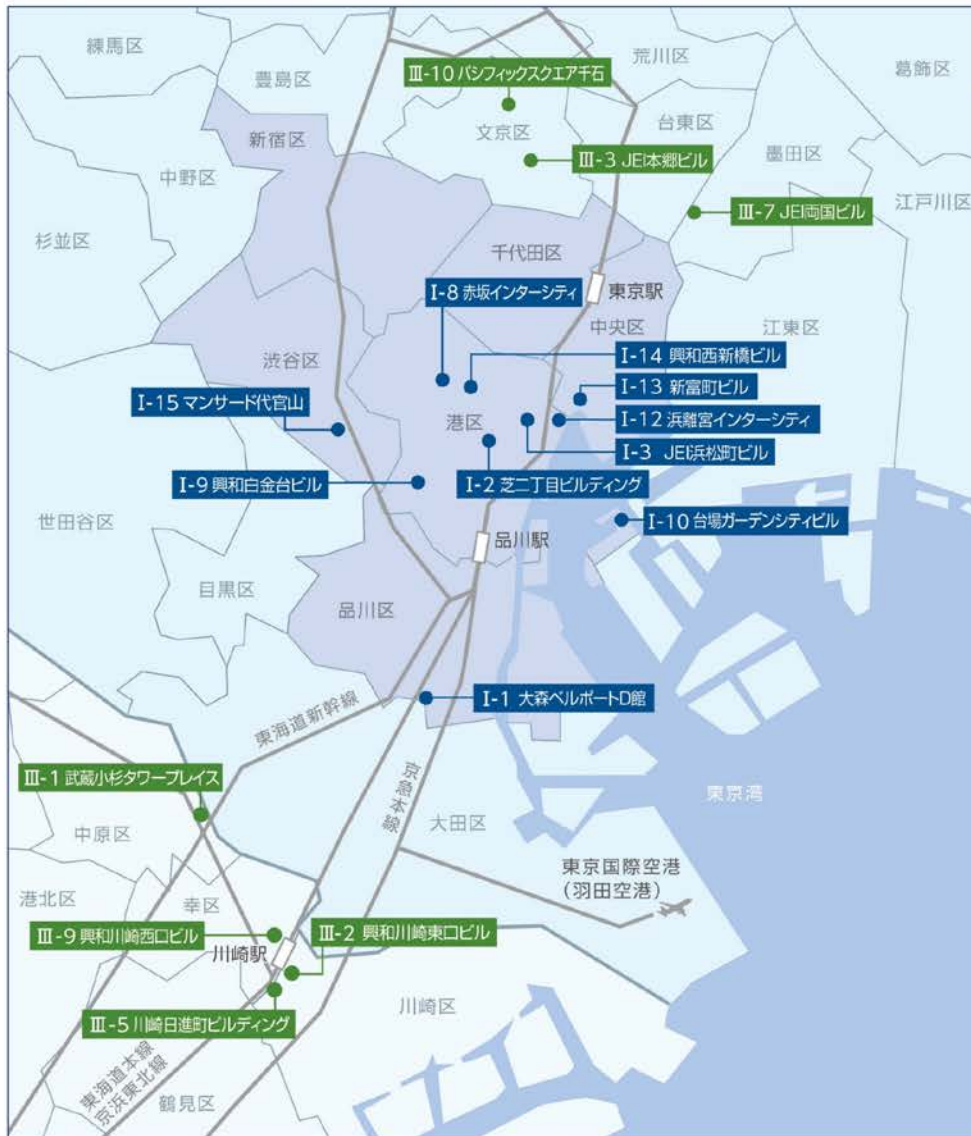 練馬区
豊島区
荒川区
葛飾区
III-10 パシフィックスクエア千石
台東区
文京区
新宿区
墨田区
III-3 JEI本郷ビル
中野区
江戸川区
III-7 JEI両国ビル
杉並区
千代田区
I-8 赤坂インターシティ
東京駅
中央区
江東区
I-14 興和西新橋ビル
渋谷区
I-13 新富町ビル
I-15 マンサード代官山
港区
I-12 浜離宮インターシティ
I-3 JEI浜松町ビル
I-9 興和白金台ビル
I-2 芝二丁目ビルディング
世田谷区
I-10 台場ガーデンシティビル
品川駅
目黒区
品川区
I-1 大森ベルポートD館
東海道新幹線
III-1 武蔵小杉タワープレイス
京急本線
東京湾
中原区
大田区
東京国際空港
(羽田空港)
港北区
幸区
III-9 興和川崎西口ビル
III-2 興和川崎東口ビル
川崎駅
川崎区
III-5 川崎日進町ビルディング
東海道本線
京浜東北線
鶴見区